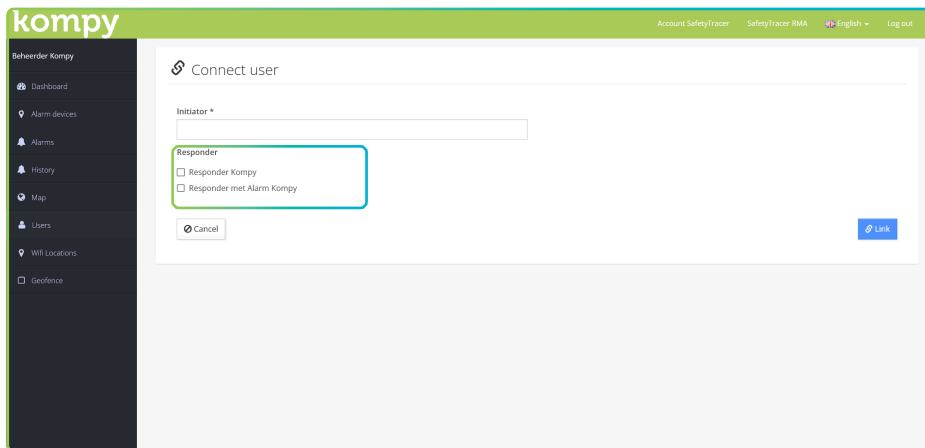 kompy
Account SafetyTracer SafetyTracer RMA English Log out
Beheerder Kompy
Dashboard
Alarm devices
Alarms
History
Map
Users
Wifi Locations
Geofence
Connect user
Initiator *
Responder
Responder Kompy
Responder met Alarm Kompy
Cancel
Link